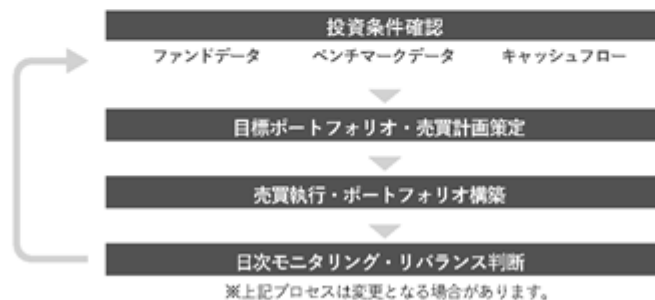 投資条件確認
ファンドデータ ベンチマークデータ キャッシュフロー
目標ポートフォリオ・売買計画策定
売買執行・ポートフォリオ構築
日次モニタリング・リバランス判断
※上記プロセスは変更となる場合があります。